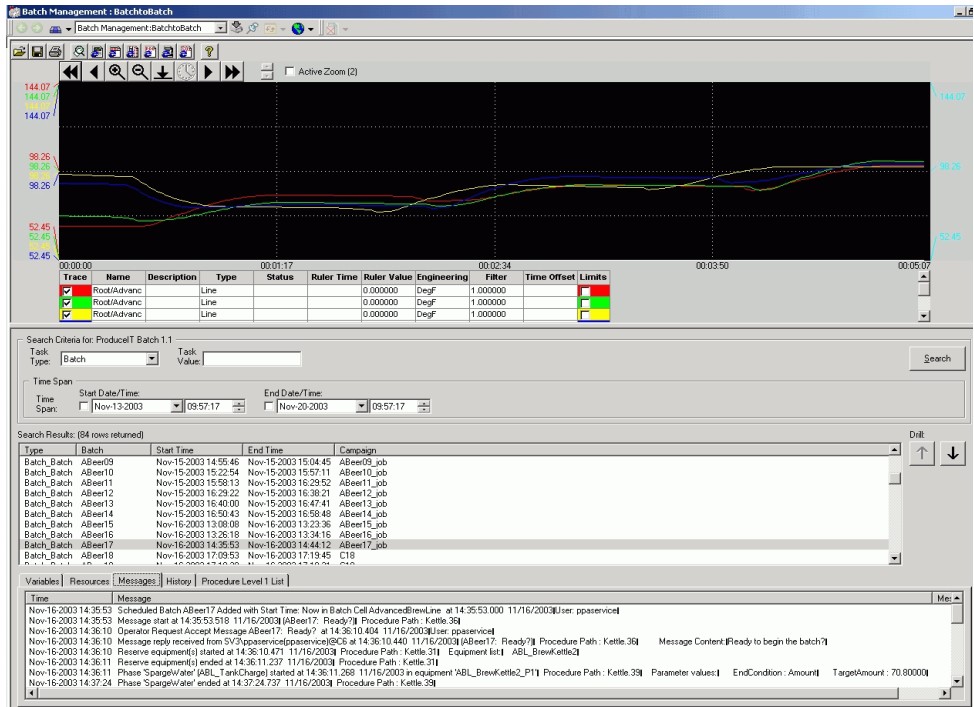 Batch Management : BatchtoBatch
Batch Management:BatchtoBatch
Active Zoom (2)
144.07
144.07
144.07
144.07
98.26
98.26
98.26
98.26
52.45
52.45
52.45
52.45
00:00:00 00:01:17 00:02:34 00:03:50 00:05:07
Trace Name Description Type Status Ruler Time Ruler Value Engineering Filter Time Offset Limits
Root/Advanc Line 0.000000 DegF 1.000000
Root/Advanc Line 0.000000 DegF 1.000000
Root/Advanc Line 0.000000 DegF 1.000000
Search Criteria for: ProduceIT Batch 1.1
Task Type: Batch Task Value:
Search
Time Span
Time Span: Start Date/Time: Nov-13-2003 09:57:17 End Date/Time: Nov-20-2003 09:57:17
Search Results: (84 rows returned)
Drill:
Type Batch Start Time End Time Campaign
Batch_Batch ABeer09 Nov-15-2003 14:55:46 Nov-15-2003 15:04:45 ABeer09_job
Batch_Batch ABeer10 Nov-15-2003 15:22:54 Nov-15-2003 15:57:11 ABeer10_job
Batch_Batch ABeer11 Nov-15-2003 15:58:13 Nov-15-2003 16:29:52 ABeer11_job
Batch_Batch ABeer12 Nov-15-2003 16:29:22 Nov-15-2003 16:38:21 ABeer12_job
Batch_Batch ABeer13 Nov-15-2003 16:40:00 Nov-15-2003 16:47:41 ABeer13_job
Batch_Batch ABeer14 Nov-15-2003 16:50:43 Nov-15-2003 16:58:48 ABeer14_job
Batch_Batch ABeer15 Nov-16-2003 13:08:08 Nov-16-2003 13:23:36 ABeer15_job
Batch_Batch ABeer16 Nov-16-2003 13:26:18 Nov-16-2003 13:34:16 ABeer16_job
Batch_Batch ABeer17 Nov-16-2003 14:35:53 Nov-16-2003 14:44:12 ABeer17_job
Batch_Batch ABeer18 Nov-16-2003 17:09:53 Nov-16-2003 17:19:45 C18
Variables Resources Messages History Procedure Level 1 List
Time Message
Nov-16-2003 14:35:53 Scheduled Batch ABeer17 Added with Start Time: Now in Batch Cell AdvancedBrewLine at 14:35:53.000 11/16/2003|User: ppaservice|
Nov-16-2003 14:35:53 Message start at 14:35:53.518 11/16/2003| (ABeer17: Ready?)| Procedure Path : Kettle.36|
Nov-16-2003 14:36:10 Operator Request Accept Message ABeer17: Ready? at 14:36:10.404 11/16/2003|User: ppaservice|
Nov-16-2003 14:36:10 Message reply received from SV3\ppaservice(ppaservice)@C6 at 14:36:10.440 11/16/2003| (ABeer17: Ready?)| Procedure Path : Kettle.36| Message Content:|Ready to begin the batch?|
Nov-16-2003 14:36:10 Reserve equipment(s) started at 14:36:10.471 11/16/2003| Procedure Path : Kettle.31| Equipment list:| ABL_BrewKettle2|
Nov-16-2003 14:36:11 Reserve equipment(s) ended at 14:36:11.237 11/16/2003| Procedure Path : Kettle.31|
Nov-16-2003 14:36:11 Phase 'SpargeWater' (ABL_TankCharge) started at 14:36:11.268 11/16/2003 in equipment 'ABL_BrewKettle2_P1'| Procedure Path : Kettle.39| Parameter values:| EndCondition : Amount| TargetAmount : 70.80000|
Nov-16-2003 14:37:24 Phase 'SpargeWater' ended at 14:37:24.737 11/16/2003| Procedure Path : Kettle.39|